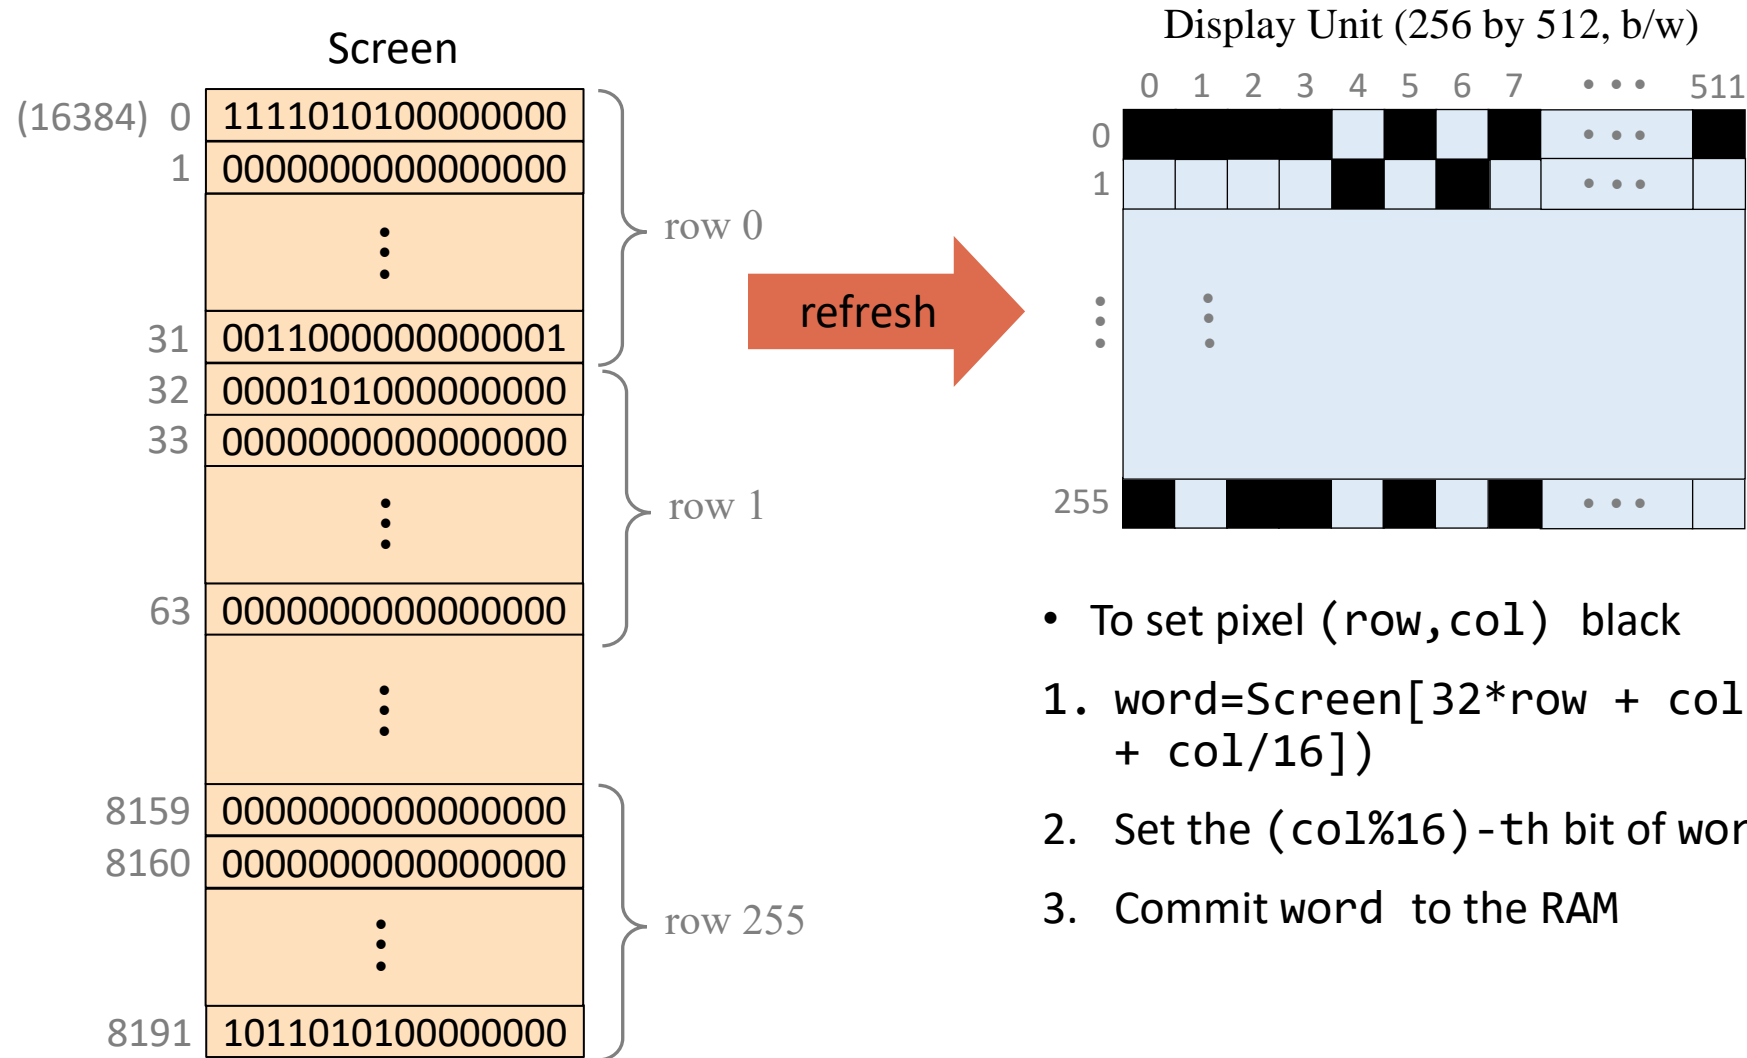 Screen
(16384) 0 1111010100000000
1 0000000000000000
row 0
31 0011000000000001
32 0000101000000000
33 0000000000000000
row 1
63 0000000000000000
8159 0000000000000000
8160 0000000000000000
row 255
8191 1011010100000000
refresh
Display Unit (256 by 512, b/w)
0 1 2 3 4 5 6 7 • • • 511
0 • • •
1 • • •
255 • • •
• To set pixel (row,col) black
1. word=Screen[32*row + col
+ col/16])
2. Set the (col%16)-th bit of wor
3. Commit word to the RAM